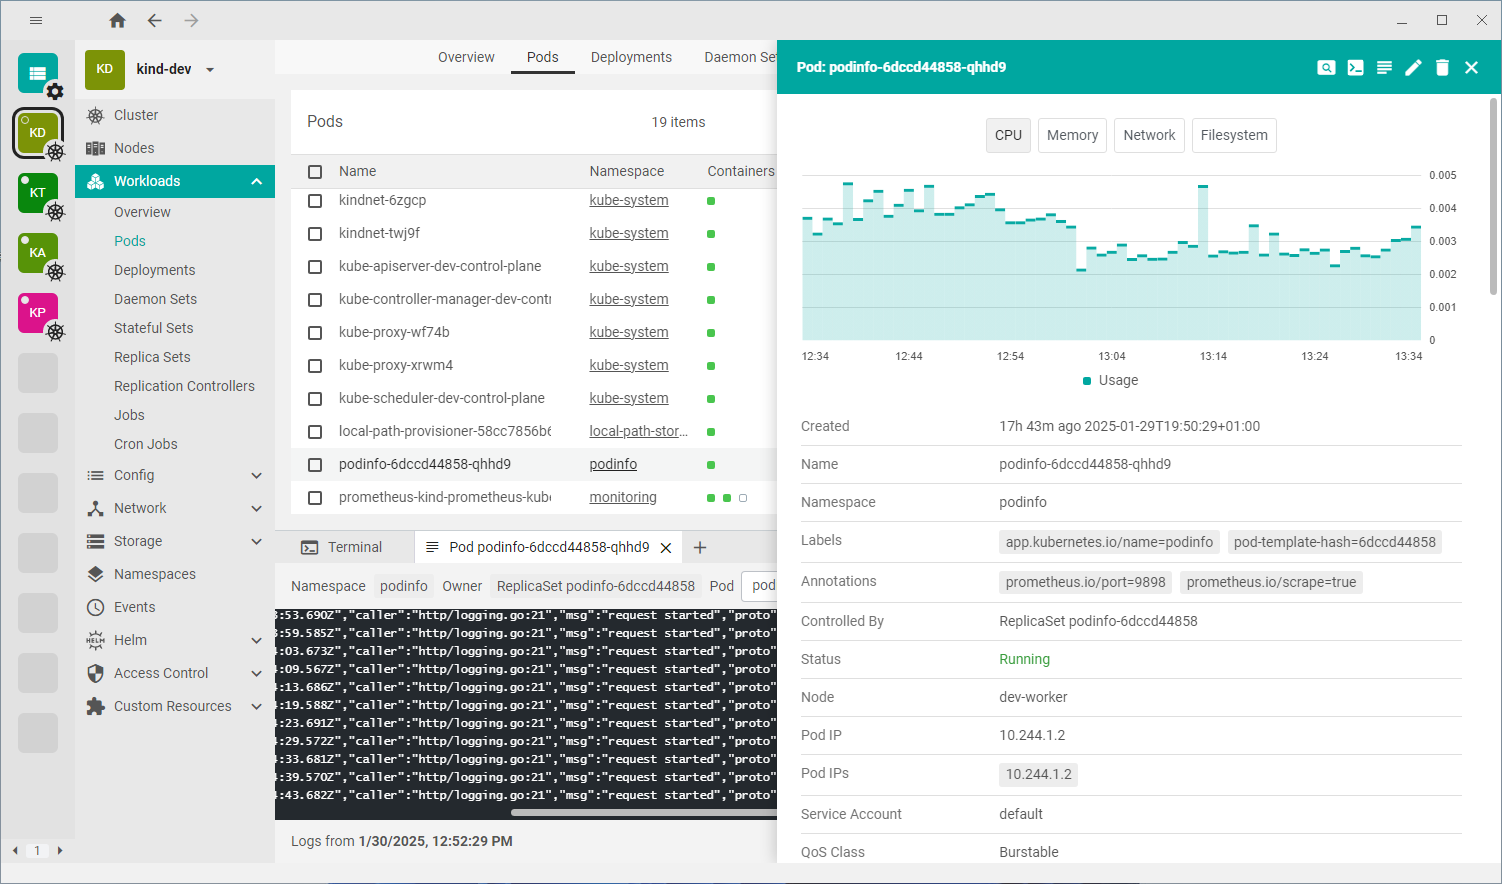 KD
kind-dev
KD
KT
KA
KP
1
Cluster
Nodes
Workloads
Overview
Pods
Deployments
Daemon Sets
Stateful Sets
Replica Sets
Replication Controllers
Jobs
Cron Jobs
Config
Network
Storage
Namespaces
Events
HELM
Helm
Access Control
Custom Resources
Overview Pods Deployments Daemon Set
Pods 19 items
Name Namespace Containers
kindnet-6zgcp kube-system
kindnet-twj9f kube-system
kube-apiserver-dev-control-plane kube-system
kube-controller-manager-dev-contr kube-system
kube-proxy-wf74b kube-system
kube-proxy-xrwm4 kube-system
kube-scheduler-dev-control-plane kube-system
local-path-provisioner-58cc7856b6 local-path-stor...
podinfo-6dccd44858-qhhd9 podinfo
prometheus-kind-prometheus-kube monitoring
Terminal Pod podinfo-6dccd44858-qhhd9
Namespace podinfo Owner ReplicaSet podinfo-6dccd44858 Pod pod
:53.690Z","caller":"http/logging.go:21","msg":"request started","proto"
:59.585Z","caller":"http/logging.go:21","msg":"request started","proto"
:03.673Z","caller":"http/logging.go:21","msg":"request started","proto"
:09.567Z","caller":"http/logging.go:21","msg":"request started","proto"
:13.686Z","caller":"http/logging.go:21","msg":"request started","proto"
:19.588Z","caller":"http/logging.go:21","msg":"request started","proto"
:23.691Z","caller":"http/logging.go:21","msg":"request started","proto"
:29.572Z","caller":"http/logging.go:21","msg":"request started","proto"
:33.681Z","caller":"http/logging.go:21","msg":"request started","proto"
:39.570Z","caller":"http/logging.go:21","msg":"request started","proto"
:43.682Z","caller":"http/logging.go:21","msg":"request started","proto"
Logs from 1/30/2025, 12:52:29 PM
Pod: podinfo-6dccd44858-qhhd9
CPU Memory Network Filesystem
0.005
0.004
0.003
0.002
0.001
0
12:34 12:44 12:54 13:04 13:14 13:24 13:34
Usage
Created 17h 43m ago 2025-01-29T19:50:29+01:00
Name podinfo-6dccd44858-qhhd9
Namespace podinfo
Labels app.kubernetes.io/name=podinfo pod-template-hash=6dccd44858
Annotations prometheus.io/port=9898 prometheus.io/scrape=true
Controlled By ReplicaSet podinfo-6dccd44858
Status Running
Node dev-worker
Pod IP 10.244.1.2
Pod IPs 10.244.1.2
Service Account default
QoS Class Burstable